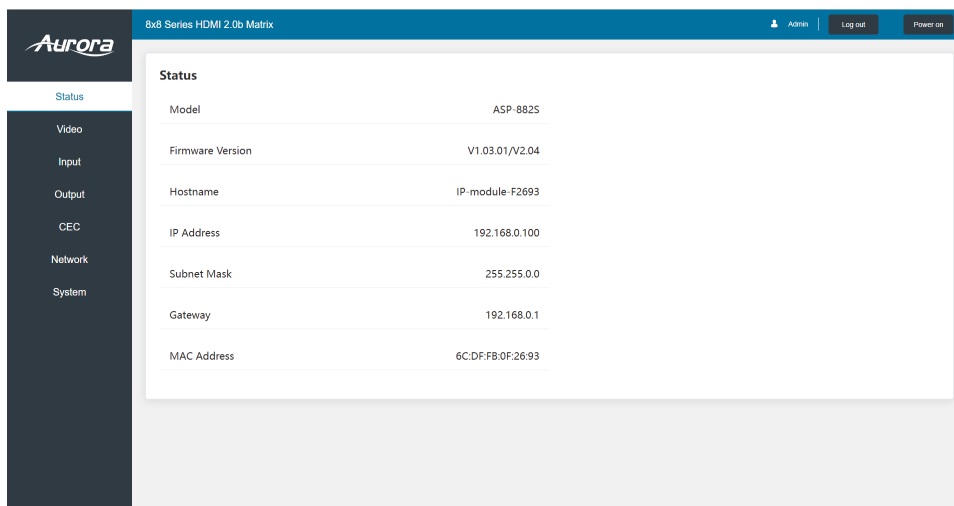 Aurora
8x8 Series HDMI 2.0b Matrix
Admin
Log out
Power on
Status
Video
Input
Output
CEC
Network
System
Status
Model ASP-882S
Firmware Version V1.03.01/V2.04
Hostname IP-module-F2693
IP Address 192.168.0.100
Subnet Mask 255.255.0.0
Gateway 192.168.0.1
MAC Address 6C:DF:FB:0F:26:93